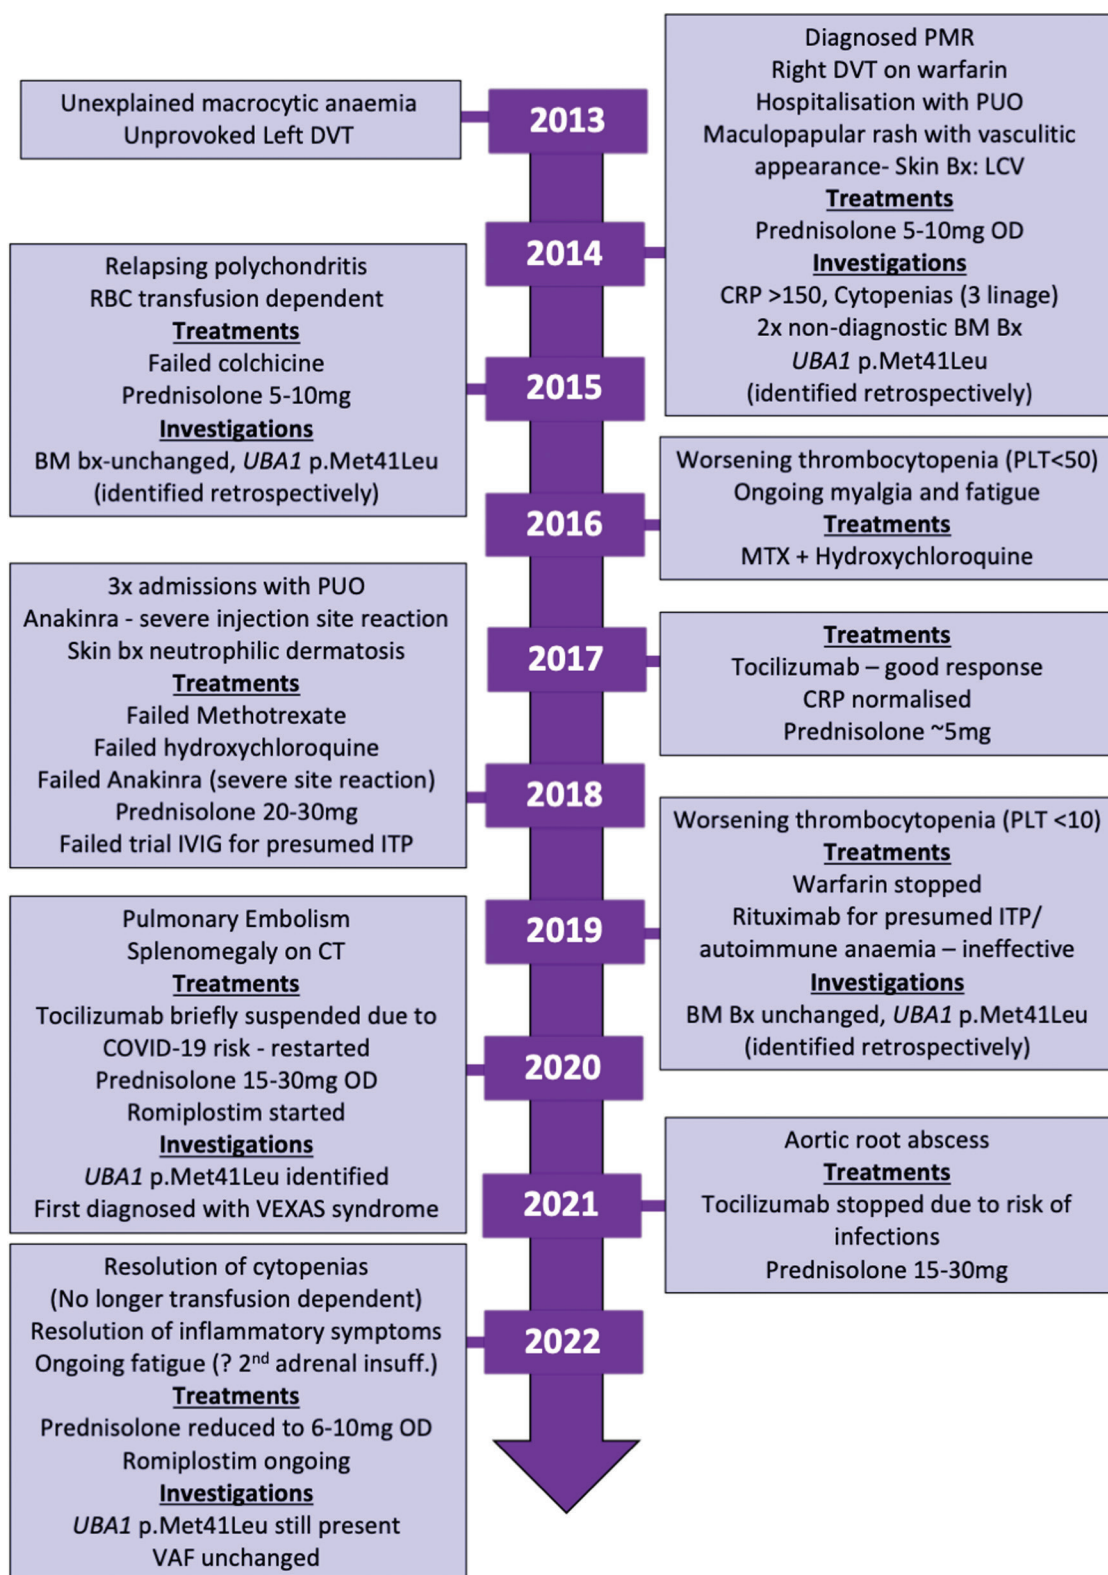 2013
Unexplained macrocytic anaemia
Unprovoked Left DVT
2014
Diagnosed PMR
Right DVT on warfarin
Hospitalisation with PUO
Maculopapular rash with vasculitic
appearance- Skin Bx: LCV
Treatments
Prednisolone 5-10mg OD
Investigations
CRP >150, Cytopenias (3 linage)
2x non-diagnostic BM Bx
UBA1 p.Met41Leu
(identified retrospectively)
2015
Relapsing polychondritis
RBC transfusion dependent
Treatments
Failed colchicine
Prednisolone 5-10mg
Investigations
BM bx-unchanged, UBA1 p.Met41Leu
(identified retrospectively)
2016
Worsening thrombocytopenia (PLT<50)
Ongoing myalgia and fatigue
Treatments
MTX + Hydroxychloroquine
2017
Treatments
Tocilizumab – good response
CRP normalised
Prednisolone ~5mg
2018
3x admissions with PUO
Anakinra - severe injection site reaction
Skin bx neutrophilic dermatosis
Treatments
Failed Methotrexate
Failed hydroxychloroquine
Failed Anakinra (severe site reaction)
Prednisolone 20-30mg
Failed trial IVIG for presumed ITP
2019
Worsening thrombocytopenia (PLT <10)
Treatments
Warfarin stopped
Rituximab for presumed ITP/
autoimmune anaemia – ineffective
Investigations
BM Bx unchanged, UBA1 p.Met41Leu
(identified retrospectively)
2020
Pulmonary Embolism
Splenomegaly on CT
Treatments
Tocilizumab briefly suspended due to
COVID-19 risk - restarted
Prednisolone 15-30mg OD
Romiplostim started
Investigations
UBA1 p.Met41Leu identified
First diagnosed with VEXAS syndrome
2021
Aortic root abscess
Treatments
Tocilizumab stopped due to risk of
infections
Prednisolone 15-30mg
2022
Resolution of cytopenias
(No longer transfusion dependent)
Resolution of inflammatory symptoms
Ongoing fatigue (? 2nd adrenal insuff.)
Treatments
Prednisolone reduced to 6-10mg OD
Romiplostim ongoing
Investigations
UBA1 p.Met41Leu still present
VAF unchanged